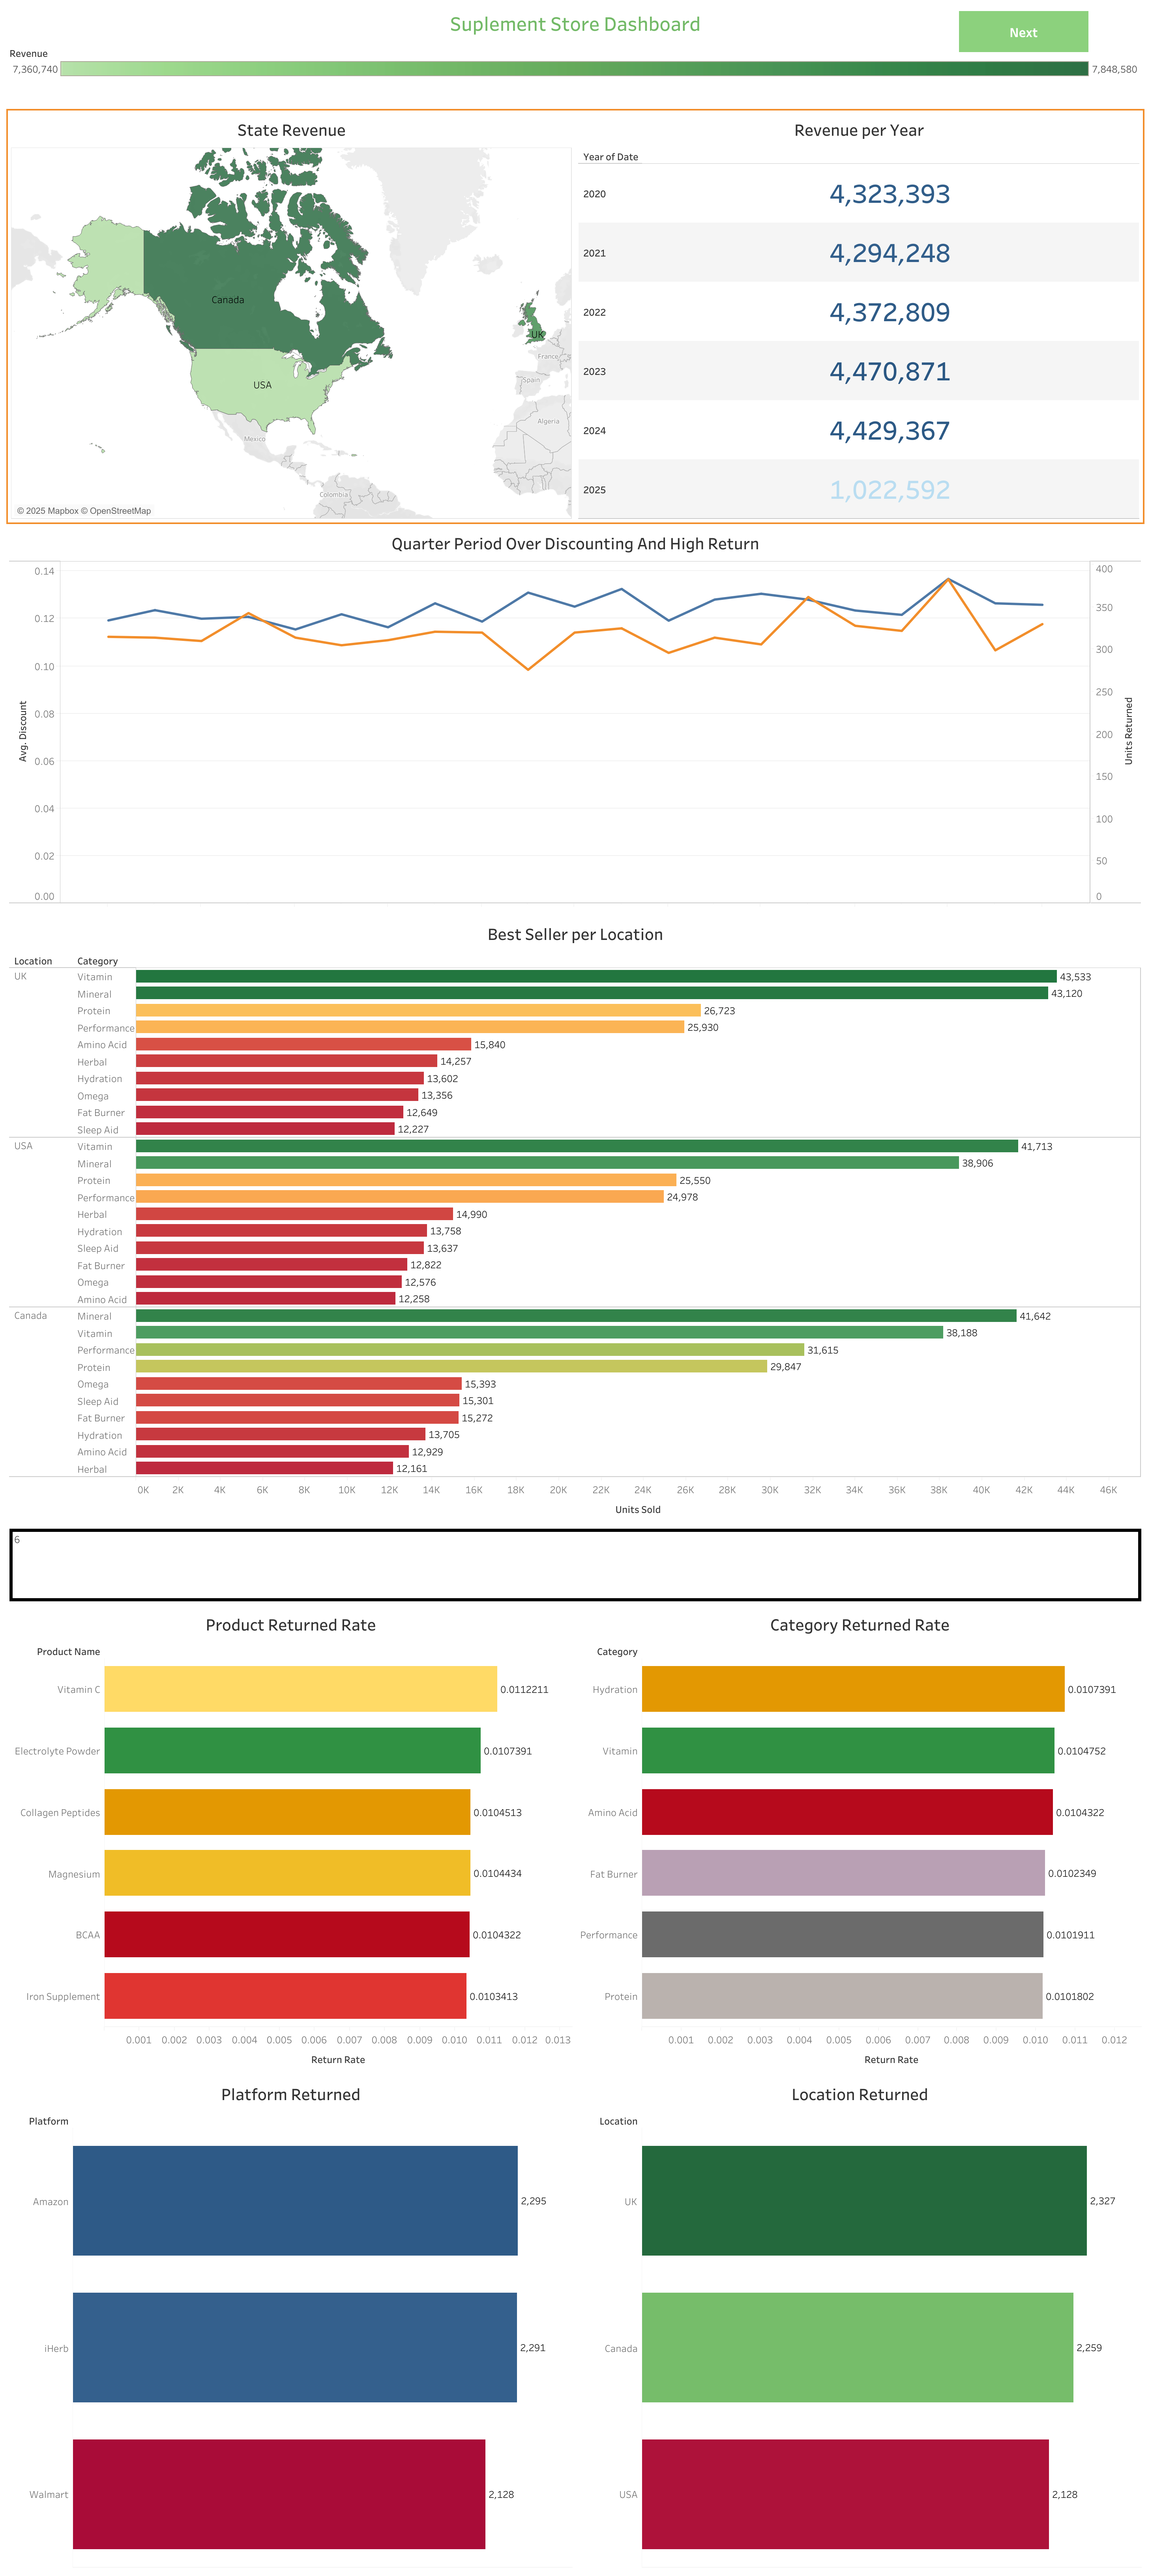 Suplement Store Dashboard
Next
Revenue
7,360,740
7,848,580
State Revenue
Canada
USA
UK
France
Spain
Algeria
Mexico
Colombia
© 2025 Mapbox © OpenStreetMap
Revenue per Year
Year of Date
2020 4,323,393
2021 4,294,248
2022 4,372,809
2023 4,470,871
2024 4,429,367
2025 1,022,592
Quarter Period Over Discounting And High Return
Avg. Discount
0.14
0.12
0.10
0.08
0.06
0.04
0.02
0.00
400
350
300
250
200
150
100
50
0
Units Returned
Best Seller per Location
Location Category
UK Vitamin 43,533
Mineral 43,120
Protein 26,723
Performance 25,930
Amino Acid 15,840
Herbal 14,257
Hydration 13,602
Omega 13,356
Fat Burner 12,649
Sleep Aid 12,227
USA Vitamin 41,713
Mineral 38,906
Protein 25,550
Performance 24,978
Herbal 14,990
Hydration 13,758
Sleep Aid 13,637
Fat Burner 12,822
Omega 12,576
Amino Acid 12,258
Canada Mineral 41,642
Vitamin 38,188
Performance 31,615
Protein 29,847
Omega 15,393
Sleep Aid 15,301
Fat Burner 15,272
Hydration 13,705
Amino Acid 12,929
Herbal 12,161
0K 2K 4K 6K 8K 10K 12K 14K 16K 18K 20K 22K 24K 26K 28K 30K 32K 34K 36K 38K 40K 42K 44K 46K
Units Sold
6
Product Returned Rate
Product Name
Vitamin C 0.0112211
Electrolyte Powder 0.0107391
Collagen Peptides 0.0104513
Magnesium 0.0104434
BCAA 0.0104322
Iron Supplement 0.0103413
0.001 0.002 0.003 0.004 0.005 0.006 0.007 0.008 0.009 0.010 0.011 0.012 0.013
Return Rate
Category Returned Rate
Category
Hydration 0.0107391
Vitamin 0.0104752
Amino Acid 0.0104322
Fat Burner 0.0102349
Performance 0.0101911
Protein 0.0101802
0.001 0.002 0.003 0.004 0.005 0.006 0.007 0.008 0.009 0.010 0.011 0.012
Return Rate
Platform Returned
Platform
Amazon 2,295
iHerb 2,291
Walmart 2,128
Location Returned
Location
UK 2,327
Canada 2,259
USA 2,128